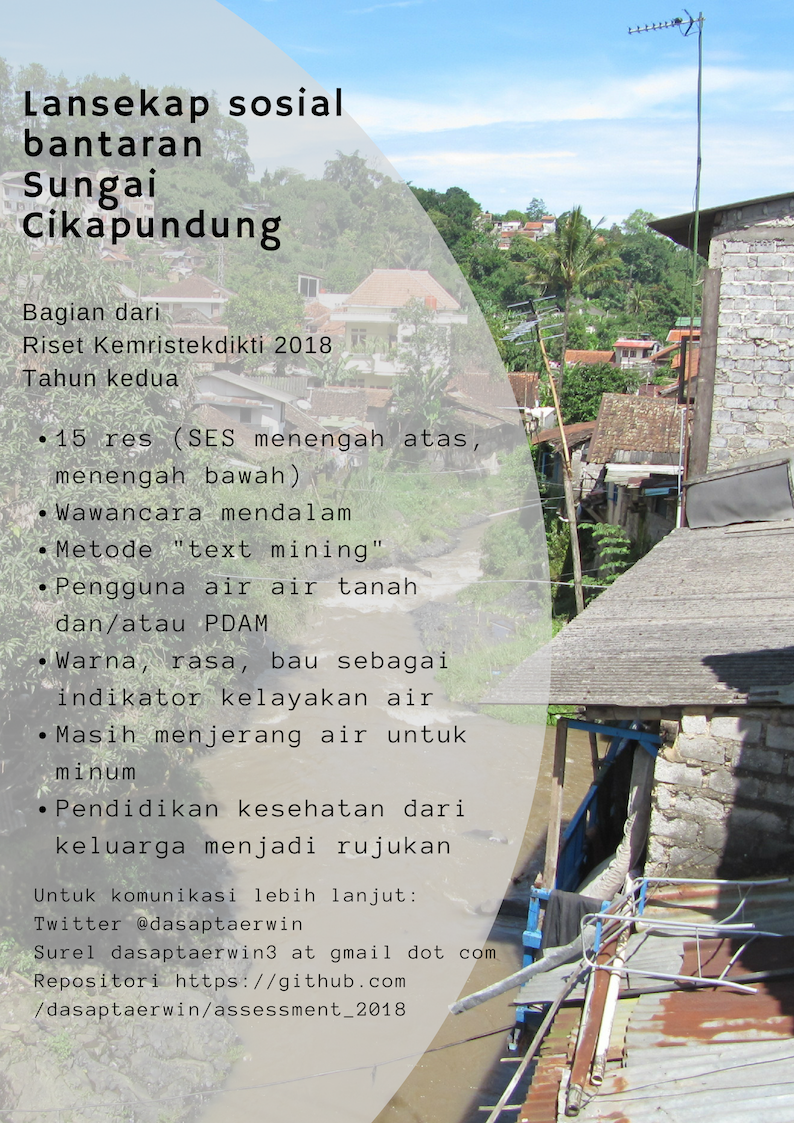 Lansekap sosial
bantaran
Sungai
Cikapundung
Bagian dari
Riset Kemristekdikti 2018
Tahun kedua
•15 res (SES menengah atas,
menengah bawah)
•Wawancara mendalam
•Metode "text mining"
•Pengguna air air tanah
dan/atau PDAM
•Warna, rasa, bau sebagai
indikator kelayakan air
•Masih menjerang air untuk
minum
•Pendidikan kesehatan dari
keluarga menjadi rujukan
Untuk komunikasi lebih lanjut:
Twitter @dasaptaerwin
Surel dasaptaerwin3 at gmail dot com
Repositori https://github.com
/dasaptaerwin/assessment_2018